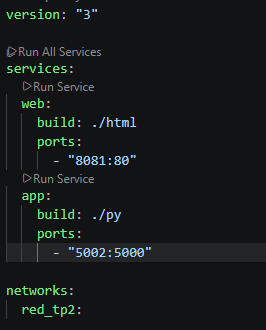 version: "3"
Run All Services
services:
Run Service
  web:
    build: ./html
    ports:
      - "8081:80"
Run Service
  app:
    build: ./py
    ports:
      - "5002:5000"
networks:
  red_tp2: